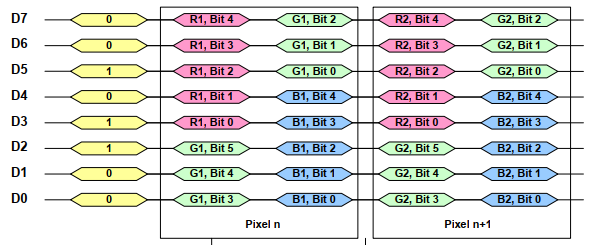 D7 0 R1, Bit 4 G1, Bit 2 R2, Bit 4 G2, Bit 2
D6 0 R1, Bit 3 G1, Bit 1 R2, Bit 3 G2, Bit 1
D5 1 R1, Bit 2 G1, Bit 0 R2, Bit 2 G2, Bit 0
D4 0 R1, Bit 1 B1, Bit 4 R2, Bit 1 B2, Bit 4
D3 1 R1, Bit 0 B1, Bit 3 R2, Bit 0 B2, Bit 3
D2 1 G1, Bit 5 B1, Bit 2 G2, Bit 5 B2, Bit 2
D1 0 G1, Bit 4 B1, Bit 1 G2, Bit 4 B2, Bit 1
D0 0 G1, Bit 3 B1, Bit 0 G2, Bit 3 B2, Bit 0
Pixel n Pixel n+1